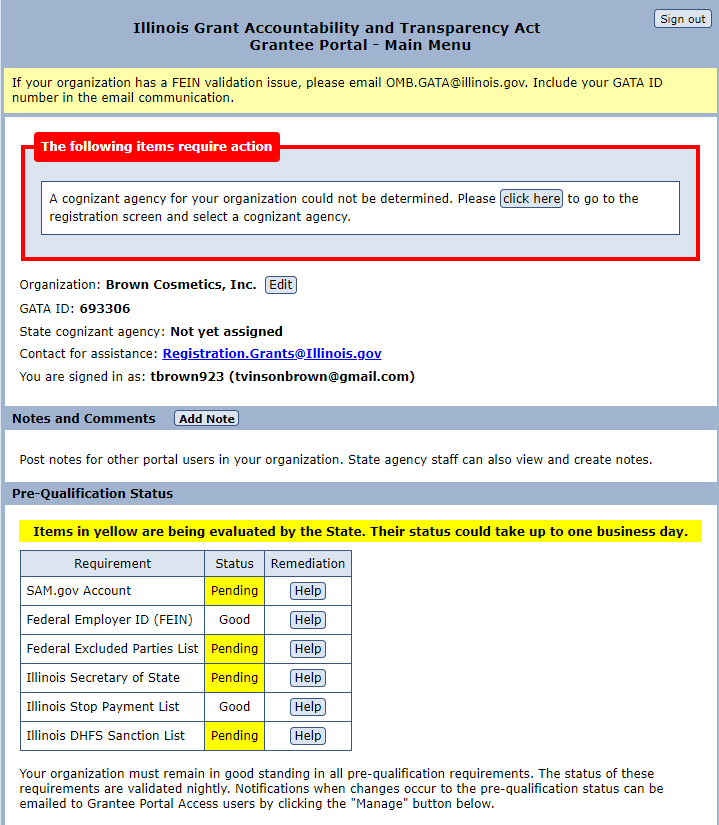 Illinois Grant Accountability and Transparency Act
Grantee Portal - Main Menu
Sign out
If your organization has a FEIN validation issue, please email OMB.GATA@illinois.gov. Include your GATA ID
number in the email communication.
The following items require action
A cognizant agency for your organization could not be determined. Please click here to go to the
registration screen and select a cognizant agency.
Organization: Brown Cosmetics, Inc. Edit
GATA ID: 693306
State cognizant agency: Not yet assigned
Contact for assistance: Registration.Grants@Illinois.gov
You are signed in as: tbrown923 (tvinsonbrown@gmail.com)
Notes and Comments Add Note
Post notes for other portal users in your organization. State agency staff can also view and create notes.
Pre-Qualification Status
Items in yellow are being evaluated by the State. Their status could take up to one business day.
Requirement Status Remediation
SAM.gov Account Pending Help
Federal Employer ID (FEIN) Good Help
Federal Excluded Parties List Pending Help
Illinois Secretary of State Pending Help
Illinois Stop Payment List Good Help
Illinois DHFS Sanction List Pending Help
Your organization must remain in good standing in all pre-qualification requirements. The status of these
requirements are validated nightly. Notifications when changes occur to the pre-qualification status can be
emailed to Grantee Portal Access users by clicking the "Manage" button below.